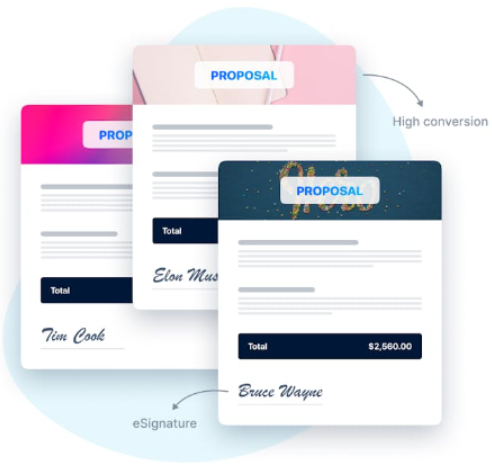 PROPOSAL
High conversion
PROP
PROPOSAL
Total
Elon Mus
Total
Total $2,560.00
Tim Cook
Bruce Wayne
eSignature